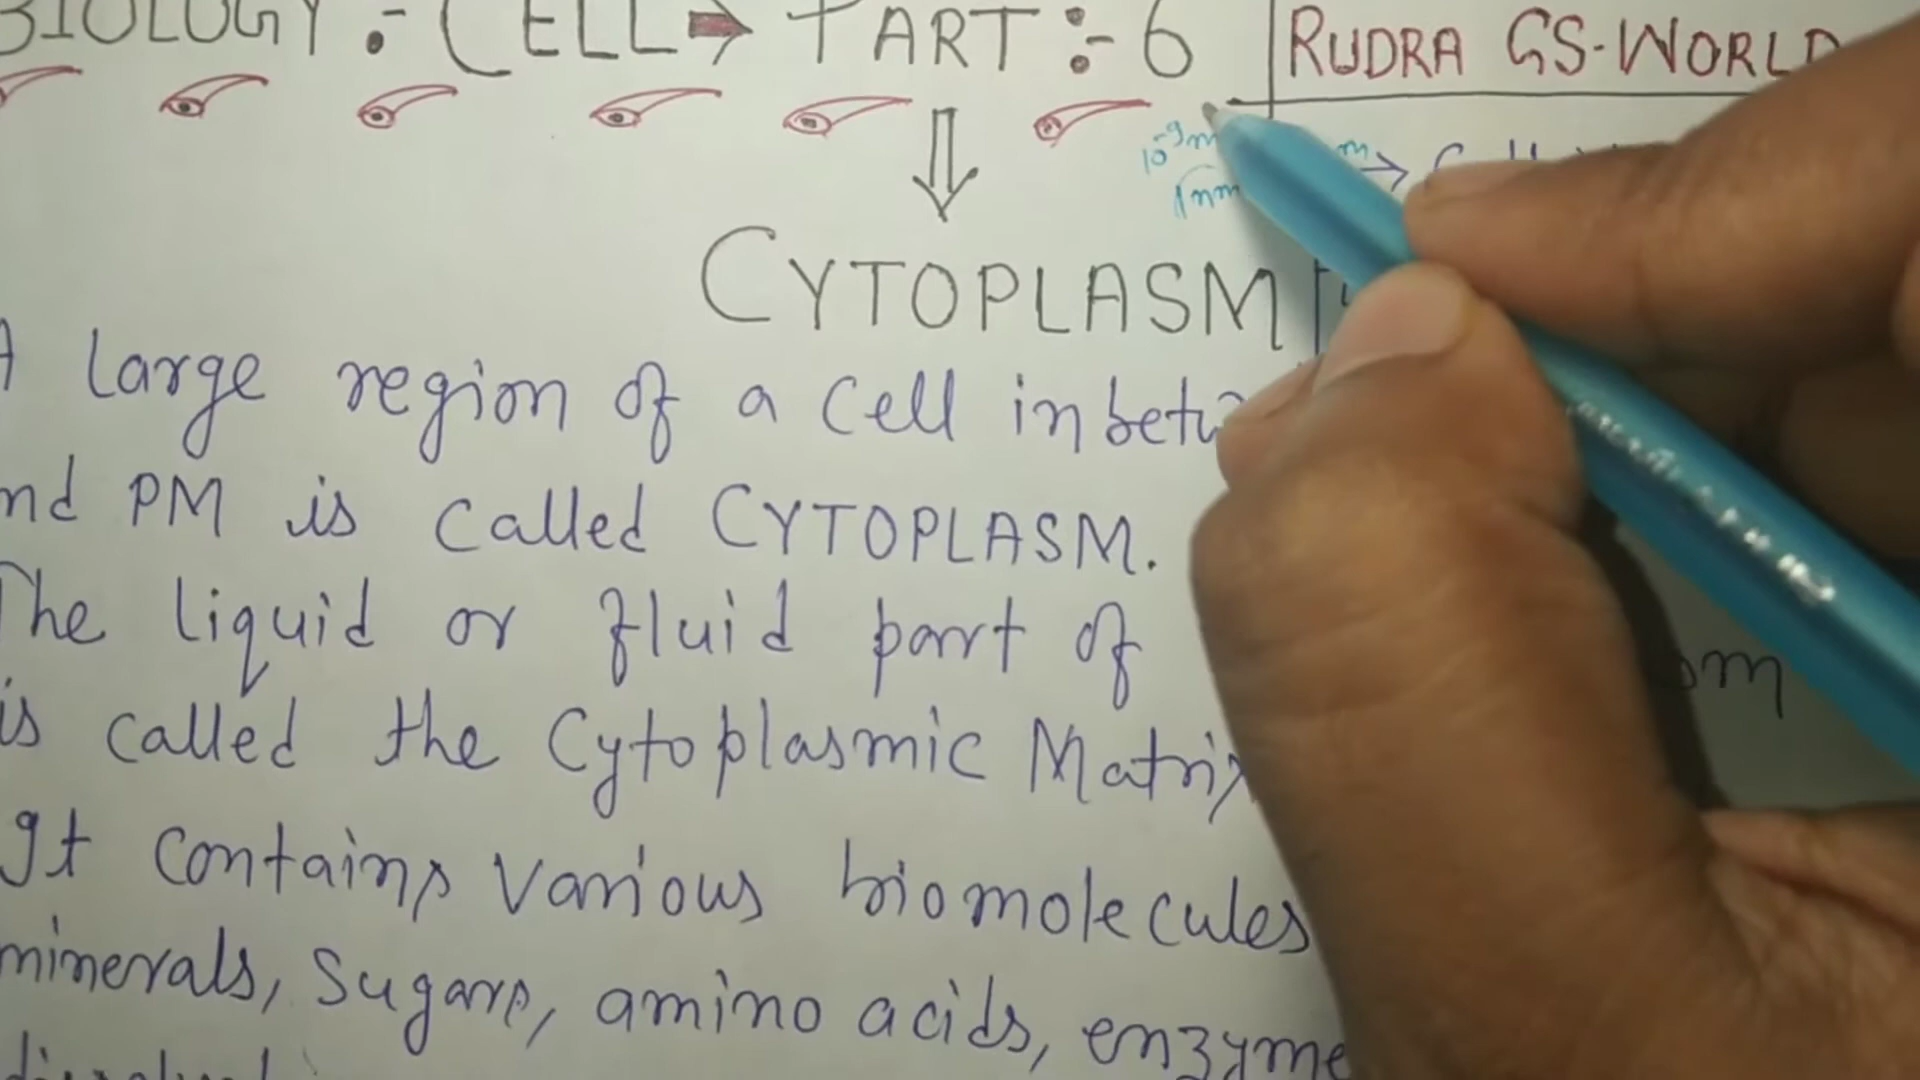 BIOLOGY :- CELL → PART :- 6
RUDRA GS-WORLD
10⁻⁹m
1nm
m →
CYTOPLASM
A large region of a cell in
nd PM is called CYTOPLASM.
The liquid or fluid part of
is called the Cytoplasmic Matrix
It contains various biomolecules
minerals, sugars, amino acids, enzyme